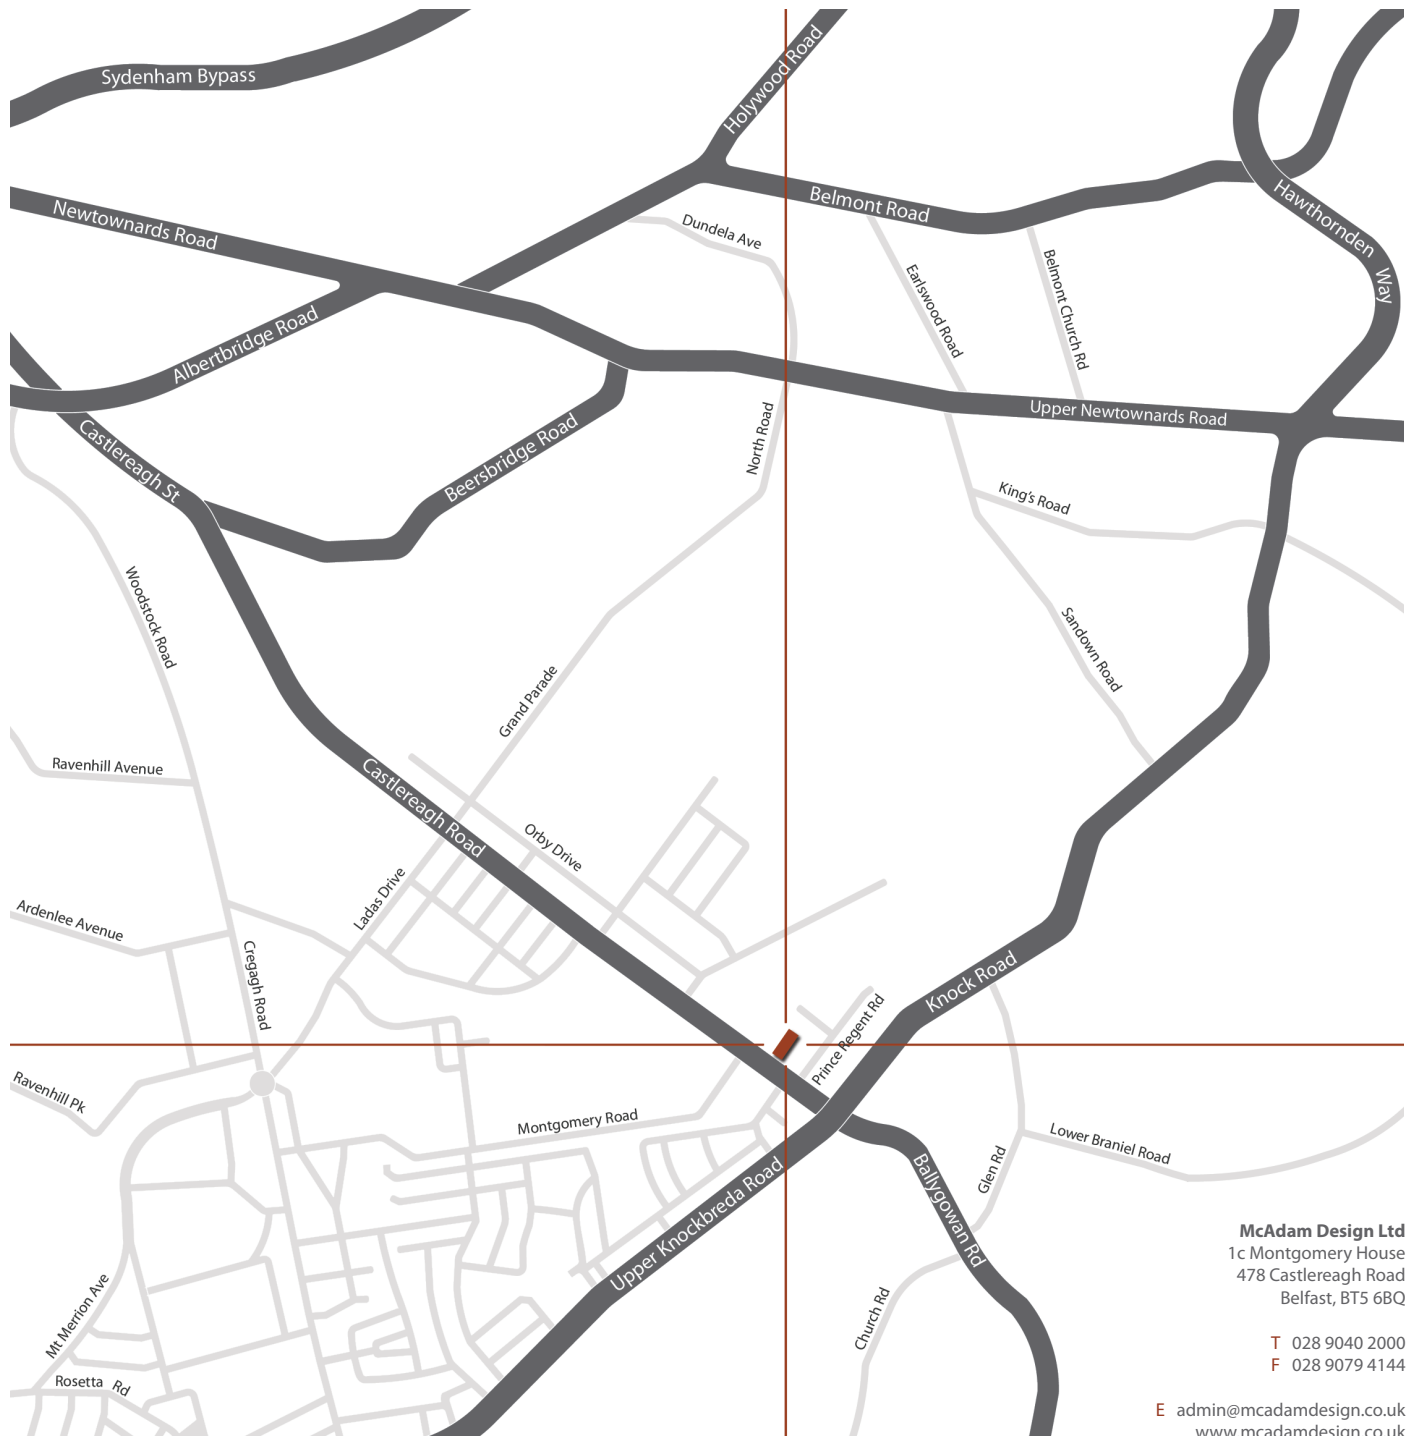 Sydenham Bypass
Holywood Road
Newtownards Road
Belmont Road
Hawthornden
Way
Dundela Ave
Earlswood Road
Belmont Church Rd
Albertbridge Road
Upper Newtownards Road
Castlereagh St
Beersbridge Road
North Road
King's Road
Woodstock Road
Sandown Road
Grand Parade
Ravenhill Avenue
Castlereagh Road
Orby Drive
Ladas Drive
Ardenlee Avenue
Cregagh Road
Knock Road
Prince Regent Rd
Ravenhill Pk
Montgomery Road
Lower Braniel Road
Glen Rd
Ballygowan Rd
Upper Knockbreda Road
Church Rd
Mt Merrion Ave
Rosetta Rd
McAdam Design Ltd
1c Montgomery House
478 Castlereagh Road
Belfast, BT5 6BQ
T 028 9040 2000
F 028 9079 4144
E admin@mcadamdesign.co.uk
www.mcadamdesign.co.uk